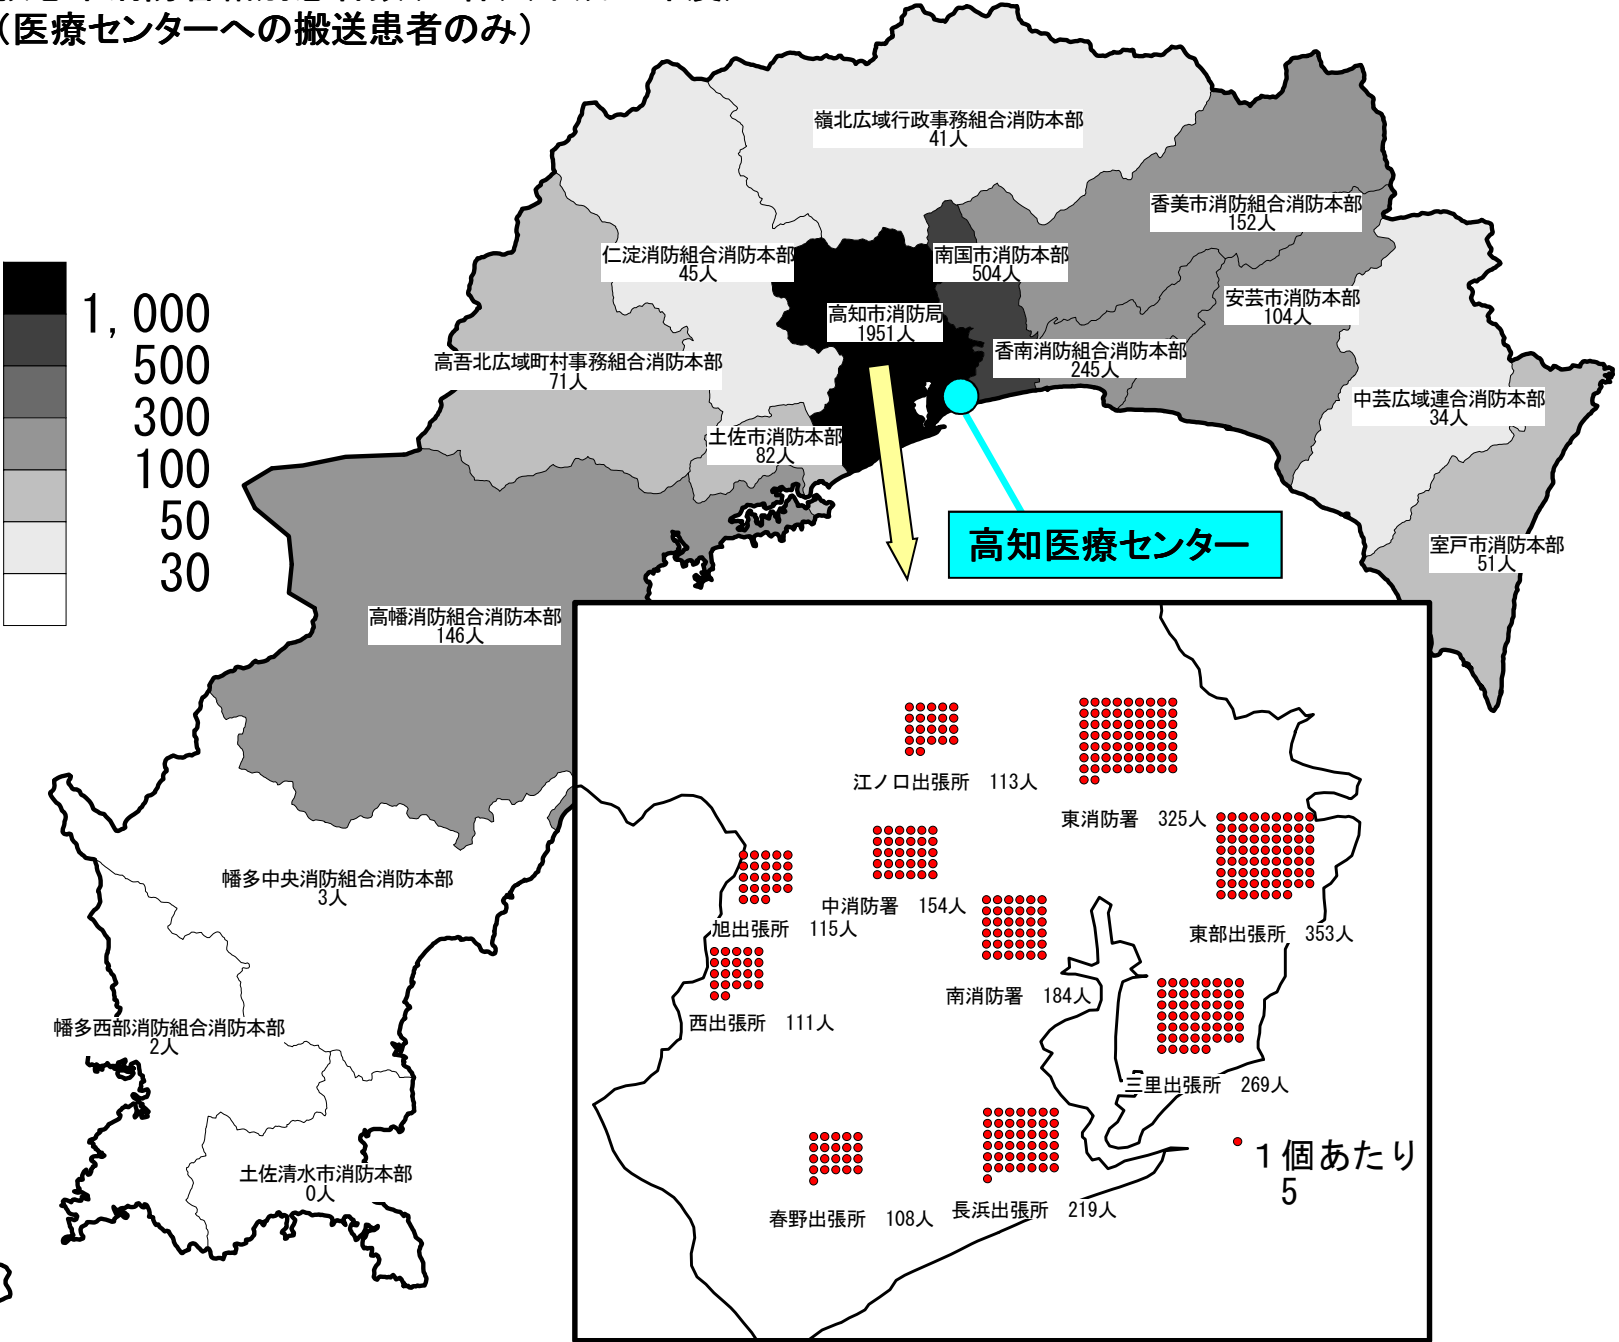 （医療センターへの搬送患者のみ）
嶺北広域行政事務組合消防本部
41人
香美市消防組合消防本部
152人
仁淀消防組合消防本部
45人
南国市消防本部
504人
安芸市消防本部
104人
高知市消防局
1951人
香南消防組合消防本部
245人
高吾北広域町村事務組合消防本部
71人
中芸広域連合消防本部
34人
土佐市消防本部
82人
1,000
500
300
100
50
30
高知医療センター
室戸市消防本部
51人
高幡消防組合消防本部
146人
江ノ口出張所 113人
東消防署 325人
幡多中央消防組合消防本部
3人
中消防署 154人
旭出張所 115人
東部出張所 353人
南消防署 184人
西出張所 111人
幡多西部消防組合消防本部
2人
三里出張所 269人
１個あたり
5
土佐清水市消防本部
0人
春野出張所 108人
長浜出張所 219人